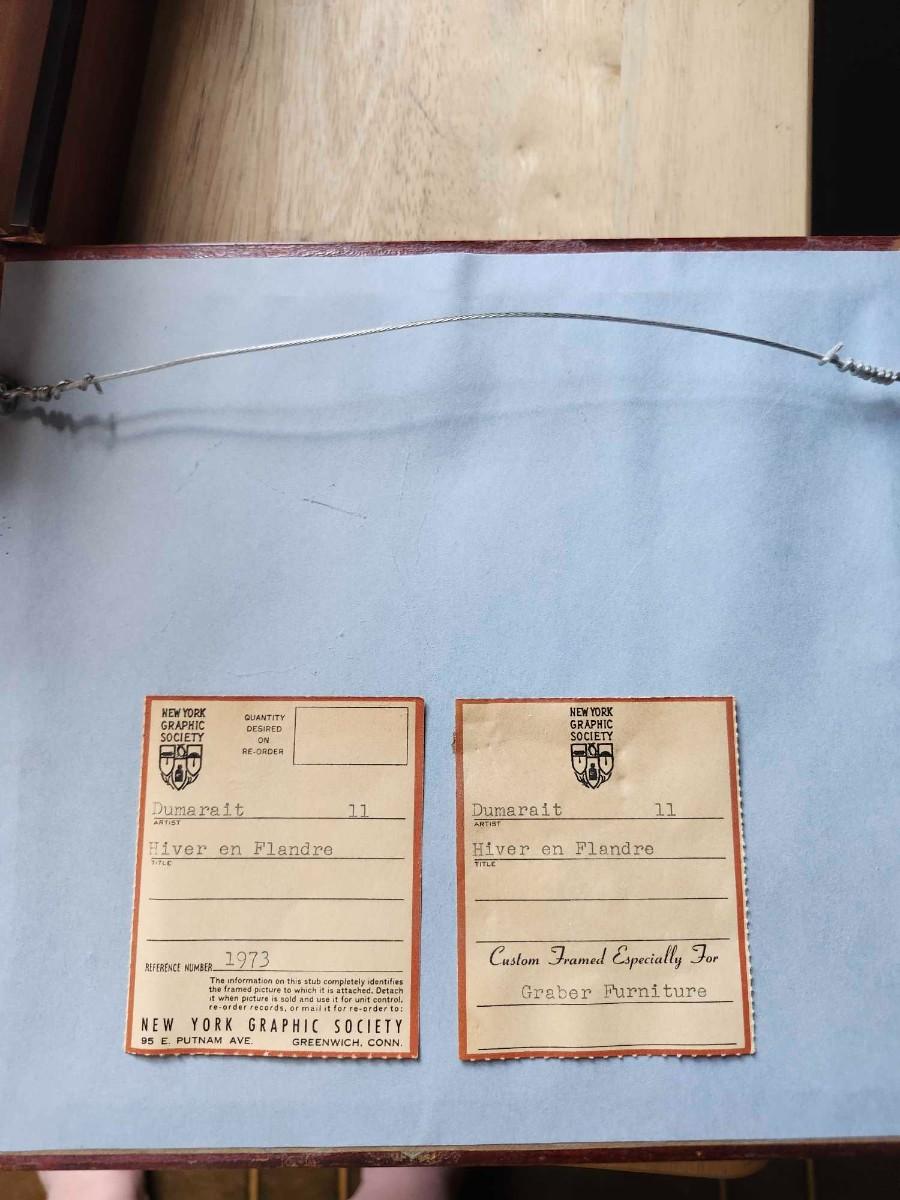 NEW YORK
GRAPHIC
SOCIETY
QUANTITY
DESIRED
ON
RE-ORDER
Dumarait 11
ARTIST
Hiver en Flandre
TITLE
REFERENCE NUMBER 1973
The information on this stub completely identifies
the framed picture to which it is attached. Detach
it when picture is sold and use it for unit control,
re-order records, or mail it for re-order to:
NEW YORK GRAPHIC SOCIETY
95 E. PUTNAM AVE. GREENWICH, CONN.
NEW YORK
GRAPHIC
SOCIETY
Dumarait 11
ARTIST
Hiver en Flandre
TITLE
Custom Framed Especially For
Graber Furniture